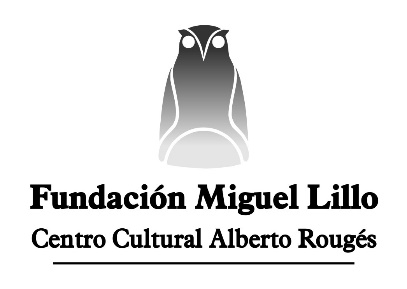 Fundación Miguel Lillo
Centro Cultural Alberto Rougés